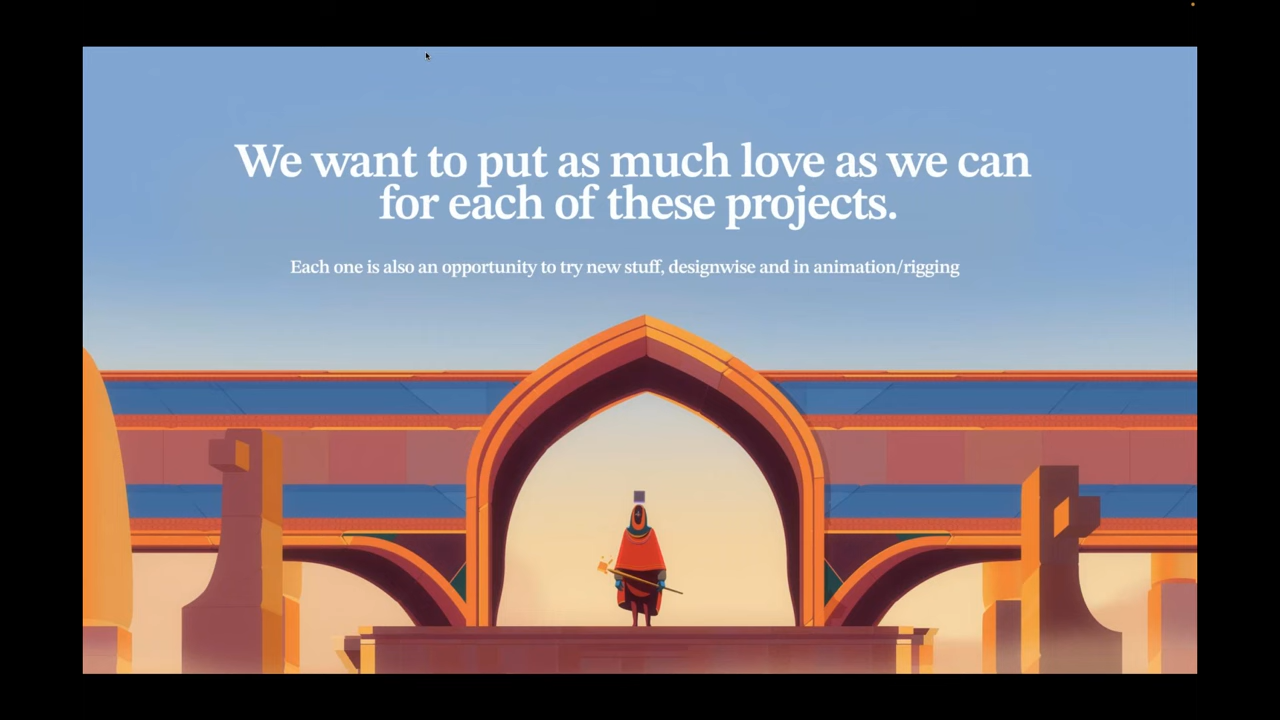 We want to put as much love as we can
for each of these projects.
Each one is also an opportunity to try new stuff, designwise and in animation/rigging